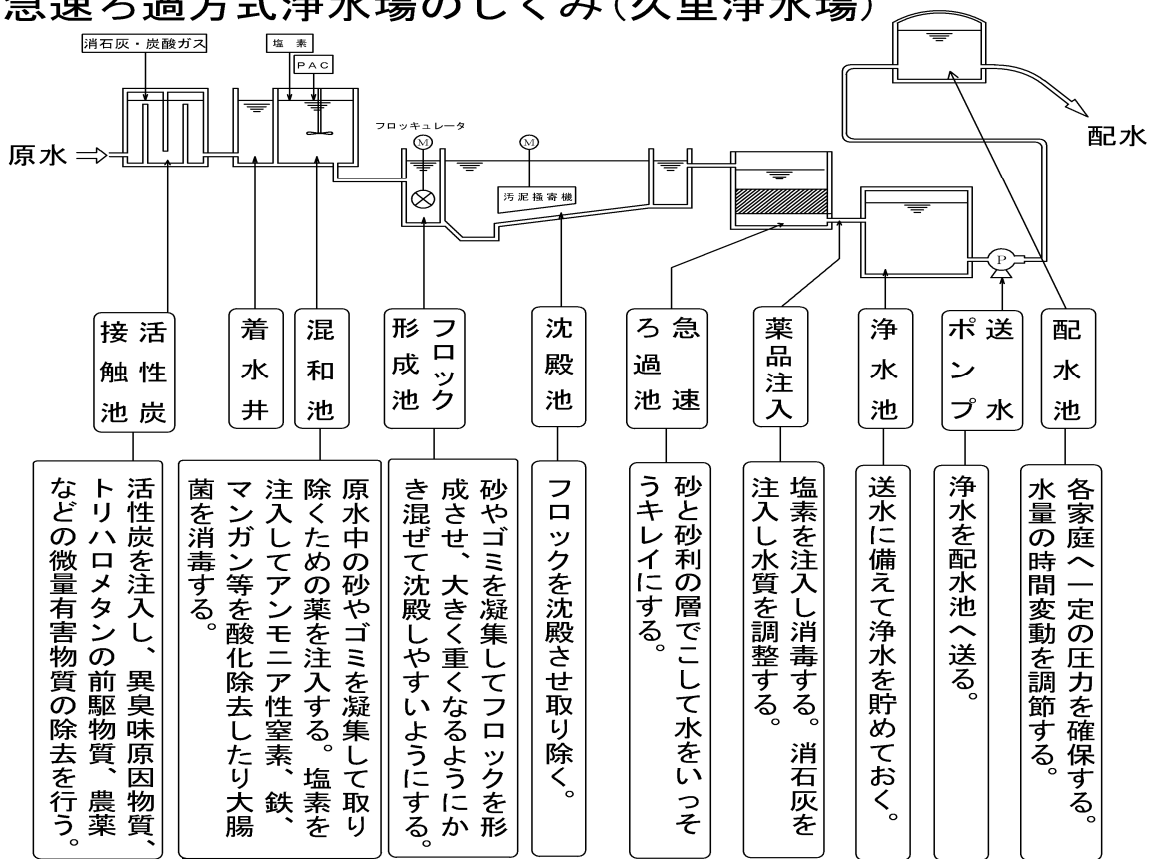 急速ろ過方式浄水場のしくみ(久里浄水場)
消石灰・炭酸ガス
塩素
PAC
フロッキュレータ
M
M
汚泥掻寄機
原水
配水
P
活性炭
接触池
着水井
混和池
フロック
形成池
沈殿池
急速
ろ過池
薬品注入
浄水池
送水
ポンプ
配水池
活性炭を注入し、異臭味原因物質、
トリハロメタンの前駆物質、農薬
などの微量有害物質の除去を行う。
原水中の砂やゴミを凝集して取り
除くための薬を注入する。塩素を
注入してアンモニア性窒素、鉄、
マンガン等を酸化除去したり大腸
菌を消毒する。
砂やゴミを凝集してフロックを形
成させ、大きく重くなるようにか
き混ぜて沈殿しやすいようにする。
フロックを沈殿させ取り除く。
砂と砂利の層でこして水をいっそ
うキレイにする。
塩素を注入し消毒する。消石灰を
注入し水質を調整する。
送水に備えて浄水を貯めておく。
浄水を配水池へ送る。
各家庭へ一定の圧力を確保する。
水量の時間変動を調節する。